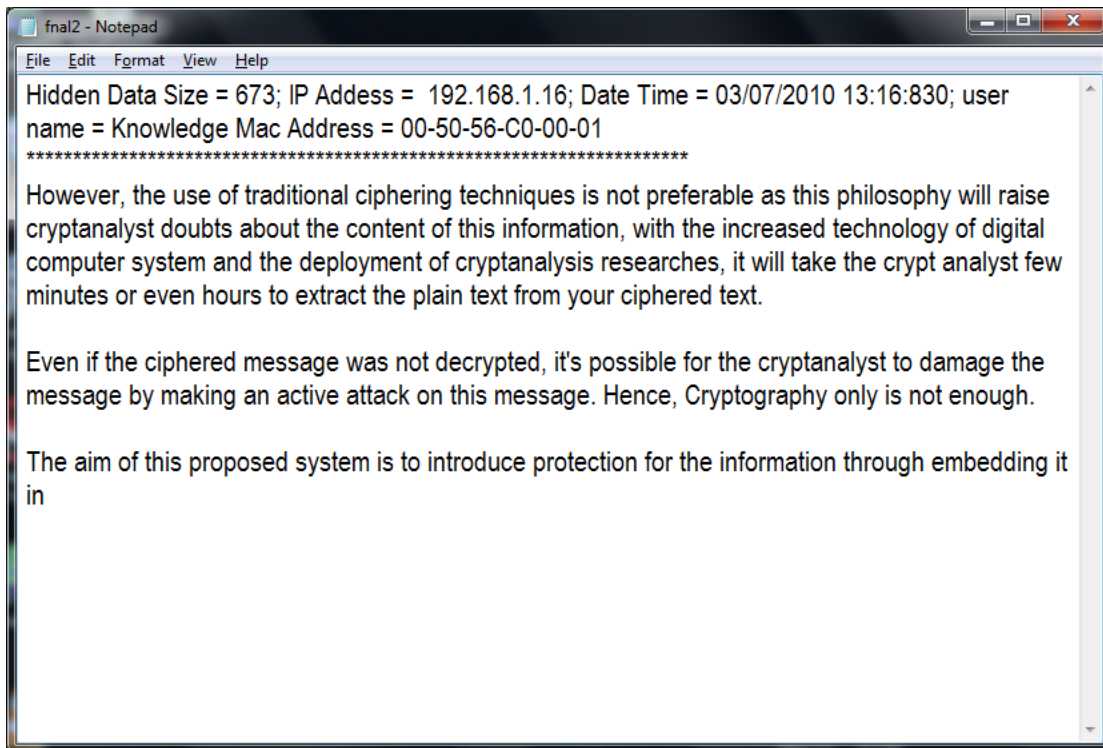 fnal2 - Notepad
File Edit Format View Help
Hidden Data Size = 673; IP Addess =  192.168.1.16; Date Time = 03/07/2010 13:16:830; user
name = Knowledge Mac Address = 00-50-56-C0-00-01
***********************************************************************
However, the use of traditional ciphering techniques is not preferable as this philosophy will raise
cryptanalyst doubts about the content of this information, with the increased technology of digital
computer system and the deployment of cryptanalysis researches, it will take the crypt analyst few
minutes or even hours to extract the plain text from your ciphered text.
Even if the ciphered message was not decrypted, it's possible for the cryptanalyst to damage the
message by making an active attack on this message. Hence, Cryptography only is not enough.
The aim of this proposed system is to introduce protection for the information through embedding it
in